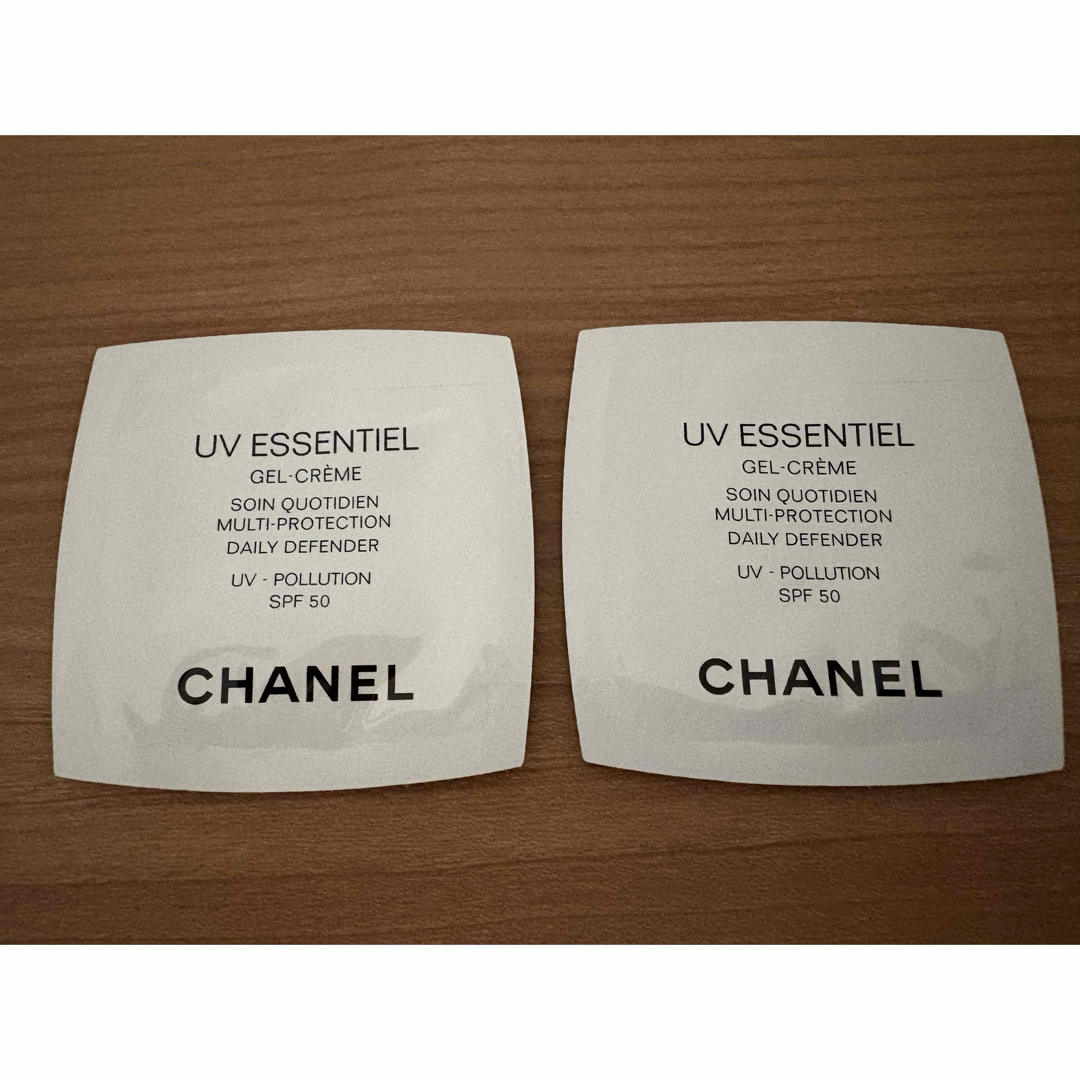 UV ESSENTIEL
GEL-CRÈME
SOIN QUOTIDIEN
MULTI-PROTECTION
DAILY DEFENDER
UV - POLLUTION
SPF 50
CHANEL
UV ESSENTIEL
GEL-CRÈME
SOIN QUOTIDIEN
MULTI-PROTECTION
DAILY DEFENDER
UV - POLLUTION
SPF 50
CHANEL